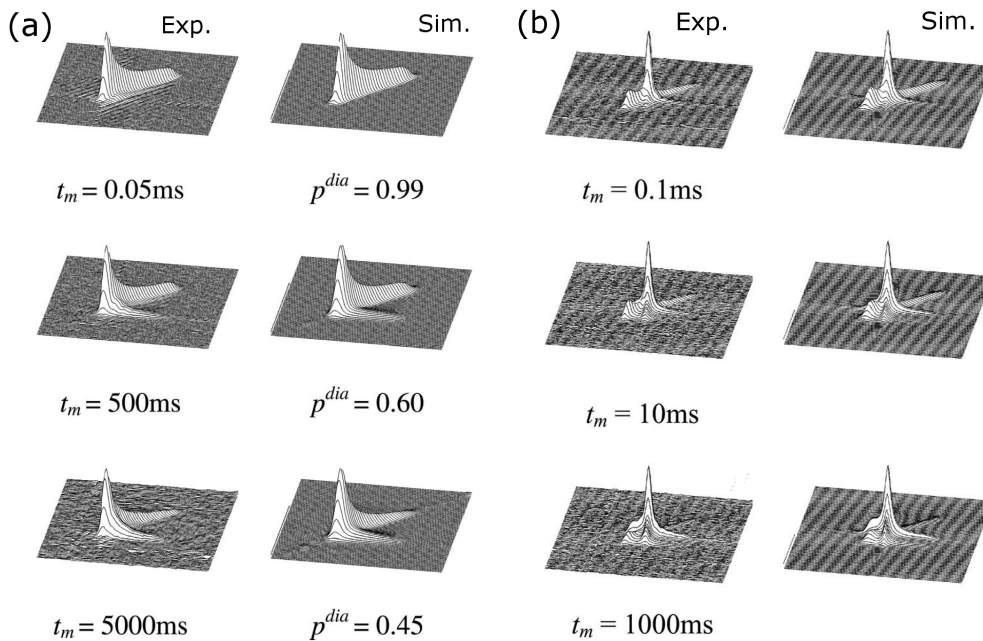 (a) Exp. Sim. (b) Exp. Sim.
t_m = 0.05ms p^dia = 0.99 t_m = 0.1ms
t_m = 500ms p^dia = 0.60 t_m = 10ms
t_m = 5000ms p^dia = 0.45 t_m = 1000ms